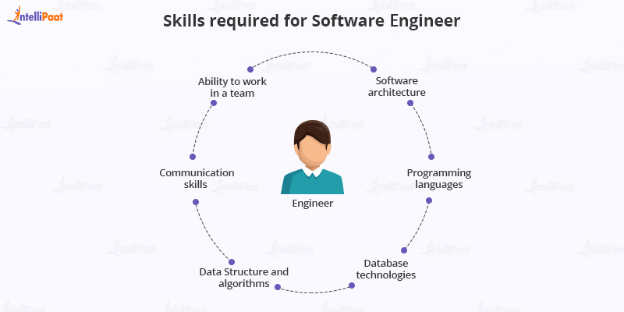 IntelliPaat
Skills required for Software Engineer
Ability to work
in a team
Software
architecture
Communication
skills
Programming
languages
Engineer
Data Structure and
algorithms
Database
technologies